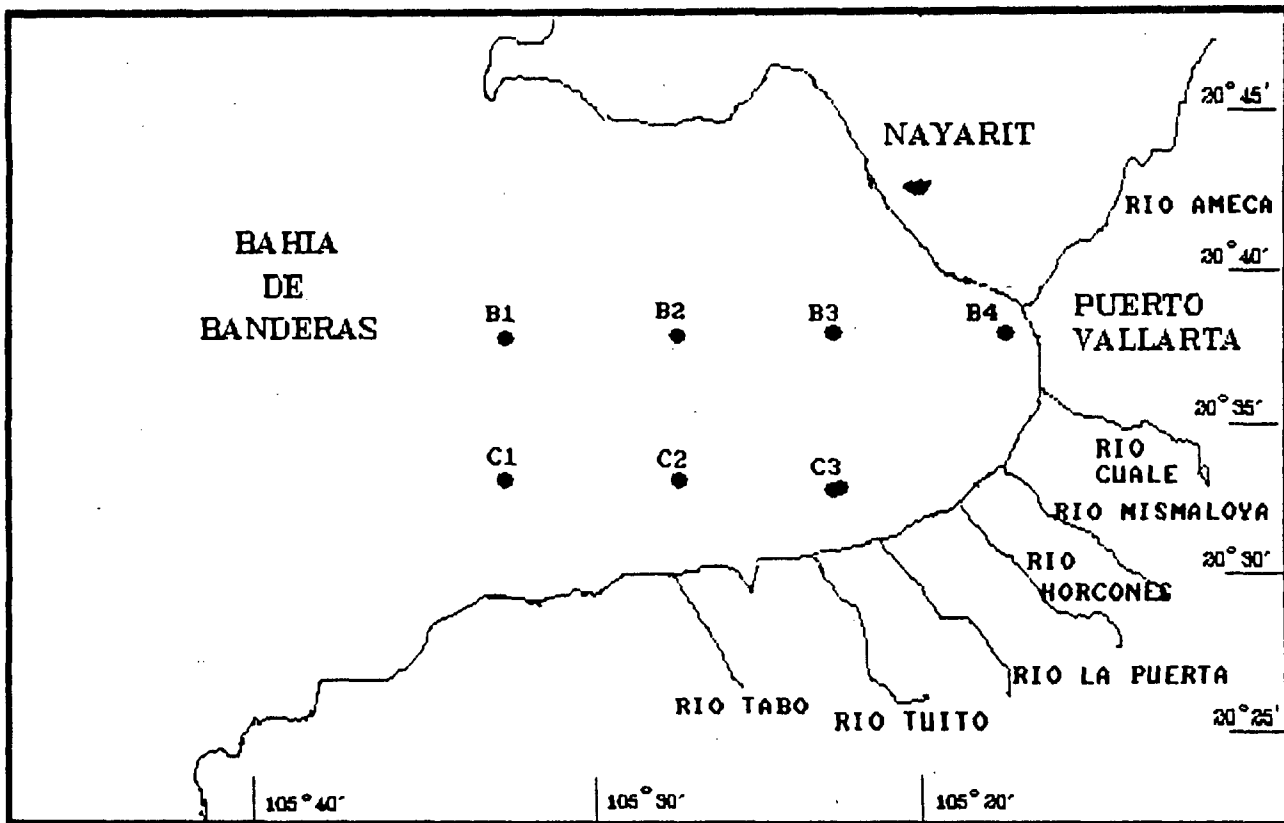 20°45'
NAYARIT
RIO AMECA
BAHIA
DE
BANDERAS
20°40'
B1
B2
B3
B4
PUERTO
VALLARTA
20°35'
C1
C2
C3
RIO
CUALE
RIO MISMALOYA
20°30'
RIO
HORCONES
RIO LA PUERTA
RIO TABO
RIO TUITO
20°25'
105°40'
105°30'
105°20'